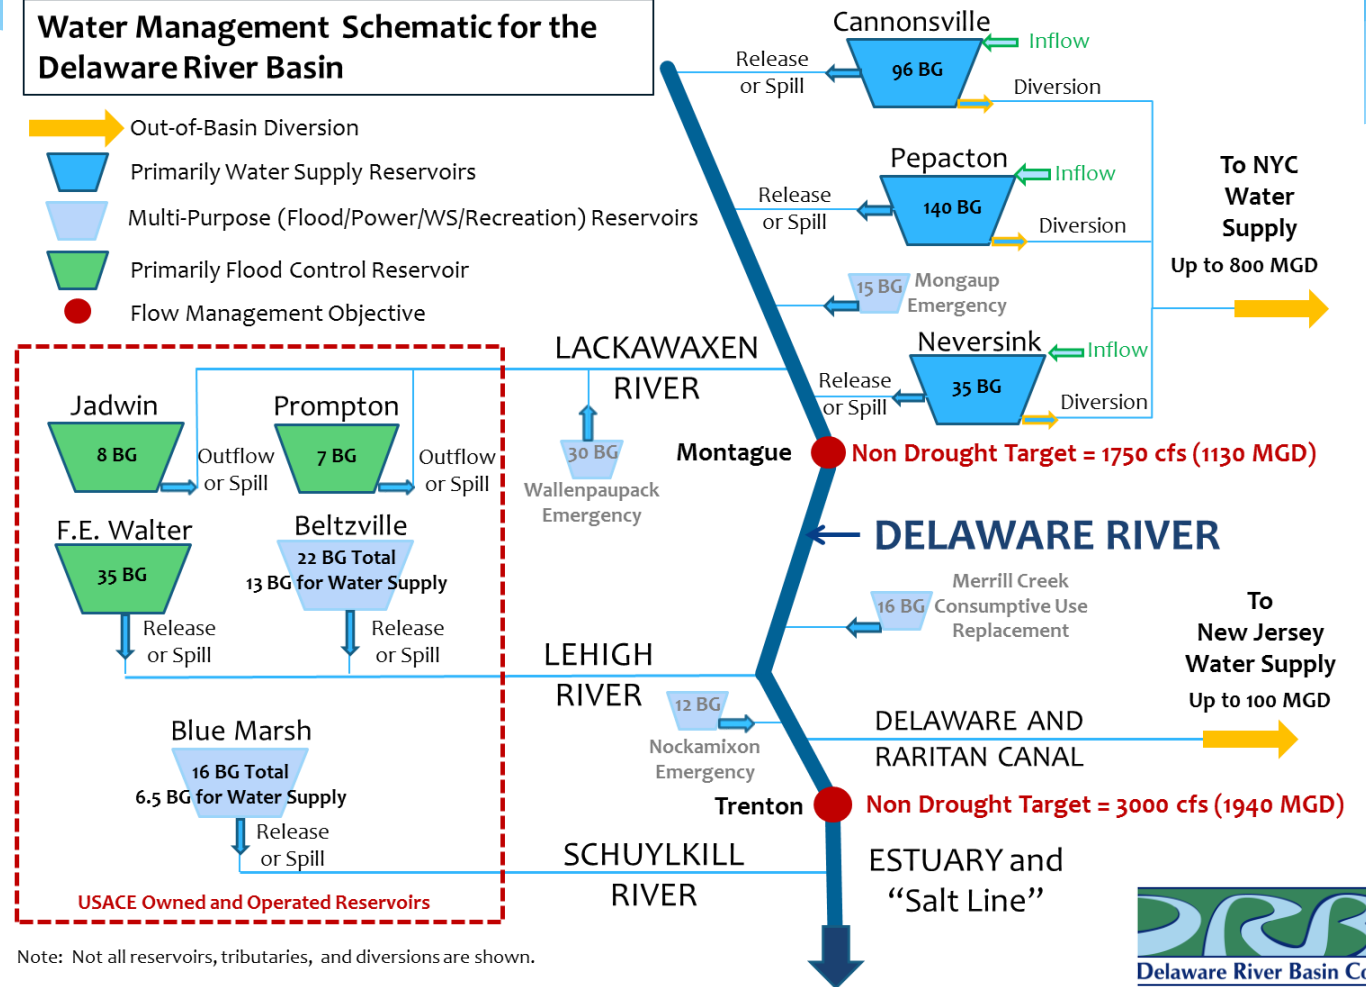 Water Management Schematic for the
Delaware River Basin
Out-of-Basin Diversion
Primarily Water Supply Reservoirs
Multi-Purpose (Flood/Power/WS/Recreation) Reservoirs
Primarily Flood Control Reservoir
Flow Management Objective
Cannonsville
96 BG
Inflow
Release
or Spill
Diversion
Pepacton
140 BG
Inflow
Release
or Spill
Diversion
To NYC
Water
Supply
Up to 800 MGD
15 BG
Mongaup
Emergency
Neversink
35 BG
Inflow
Release
or Spill
Diversion
LACKAWAXEN
RIVER
Jadwin
8 BG
Outflow
or Spill
Prompton
7 BG
Outflow
or Spill
30 BG
Wallenpaupack
Emergency
Montague
Non Drought Target = 1750 cfs (1130 MGD)
F.E. Walter
35 BG
Release
or Spill
Beltzville
22 BG Total
13 BG for Water Supply
Release
or Spill
DELAWARE RIVER
16 BG
Merrill Creek
Consumptive Use
Replacement
To
New Jersey
Water Supply
Up to 100 MGD
LEHIGH
RIVER
12 BG
Nockamixon
Emergency
DELAWARE AND
RARITAN CANAL
Blue Marsh
16 BG Total
6.5 BG for Water Supply
Release
or Spill
Trenton
Non Drought Target = 3000 cfs (1940 MGD)
SCHUYLKILL
RIVER
ESTUARY and
“Salt Line”
USACE Owned and Operated Reservoirs
Note: Not all reservoirs, tributaries, and diversions are shown.
DRB
Delaware River Basin Co